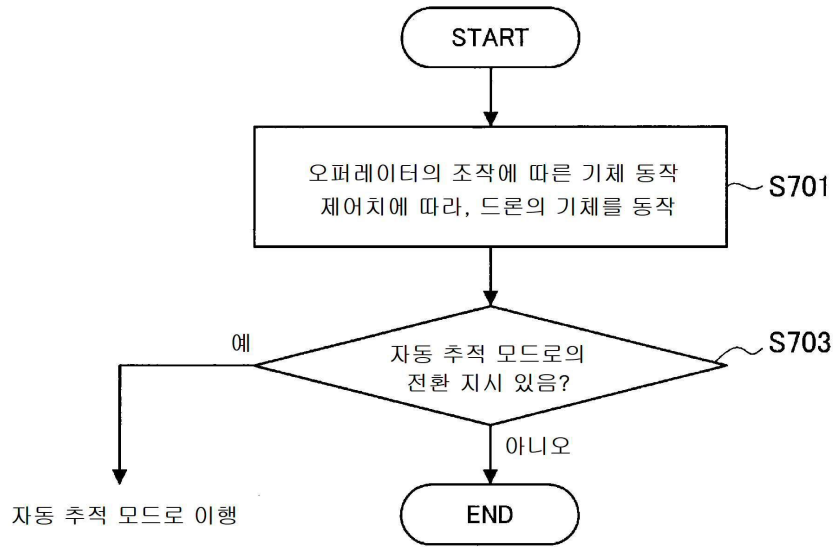 START
오퍼레이터의 조작에 따른 기체 동작
제어치에 따라, 드론의 기체를 동작
S701
S703
예
자동 추적 모드로의
전환 지시 있음?
아니오
자동 추적 모드로 이행
END